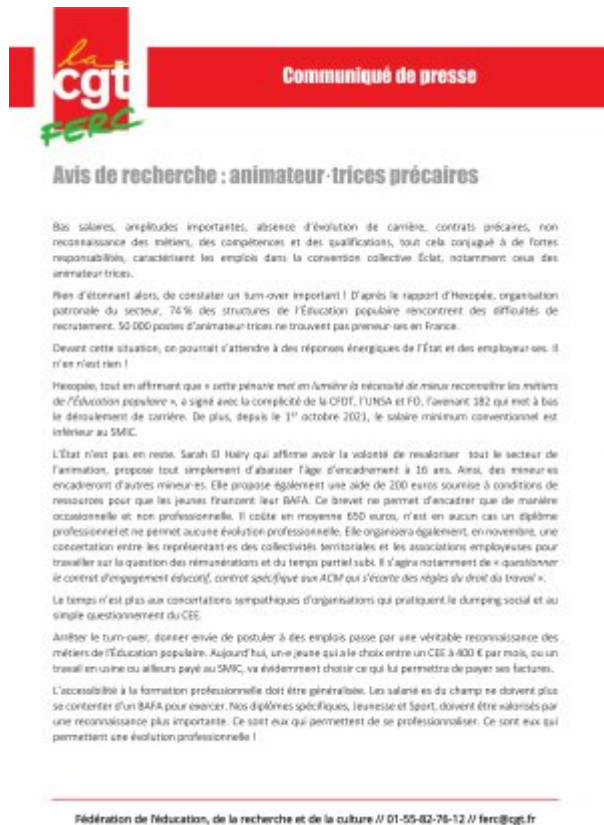 la
cgt
FERC
Communiqué de presse
Avis de recherche : animateur·trices précaires
Bas salaires, amplitudes importantes, absence d'évolution de carrière, contrats précaires, non
reconnaissance des métiers, des compétences et des qualifications, tout cela conjugué à de fortes
responsabilités, caractérisent les emplois dans la convention collective Éclat, notamment ceux des
animateur·trices.
Rien d'étonnant alors, de constater un turn-over important ! D'après le rapport d'Hexopée, organisation
patronale du secteur, 74 % des structures de l'Éducation populaire rencontrent des difficultés de
recrutement. 50 000 postes d'animateur·trices ne trouvent pas preneur·ses en France.
Devant cette situation, on pourrait s'attendre à des réponses énergiques de l'État et des employeur·ses. Il
n'en n'est rien !
Hexopée, tout en affirmant que « cette pénurie met en lumière la nécessité de mieux reconnaître les métiers
de l'Éducation populaire », a signé avec la complicité de la CFDT, l'UNSA et FO, l'avenant 182 qui met à bas
le déroulement de carrière. De plus, depuis le 1er octobre 2021, le salaire minimum conventionnel est
inférieur au SMIC.
L'État n'est pas en reste. Sarah El Haïry qui affirme avoir la volonté de revaloriser tout le secteur de
l'animation, propose tout simplement d'abaisser l'âge d'encadrement à 16 ans. Ainsi, des mineur·es
encadreront d'autres mineur·es. Elle propose également une aide de 200 euros soumise à conditions de
ressources pour que les jeunes financent leur BAFA. Ce brevet ne permet d'encadrer que de manière
occasionnelle et non professionnelle. Il coûte en moyenne 650 euros, n'est en aucun cas un diplôme
professionnel et ne permet aucune évolution professionnelle. Elle organisera également, en novembre, une
concertation entre les représentant·es des collectivités territoriales et les associations employeuses pour
travailler sur la question des rémunérations et du temps partiel subi. Il s'agira notamment de « questionner
le contrat d'engagement éducatif, contrat spécifique aux ACM qui s'écarte des règles du droit du travail ».
Le temps n'est plus aux concertations sympathiques d'organisations qui pratiquent le dumping social et au
simple questionnement du CEE.
Arrêter le turn-over, donner envie de postuler à des emplois passe par une véritable reconnaissance des
métiers de l'Éducation populaire. Aujourd'hui, un·e jeune qui a le choix entre un CEE à 400 € par mois, ou un
travail en usine ou ailleurs payé au SMIC, va évidemment choisir ce qui lui permettra de payer ses factures.
L'accessibilité à la formation professionnelle doit être généralisée. Les salarié·es du champ ne doivent plus
se contenter d'un BAFA pour exercer. Nos diplômes spécifiques, Jeunesse et Sport, doivent être valorisés par
une reconnaissance plus importante. Ce sont eux qui permettent de se professionnaliser. Ce sont eux qui
permettent une évolution professionnelle !
Fédération de l'éducation, de la recherche et de la culture // 01-55-82-76-12 // ferc@cgt.fr